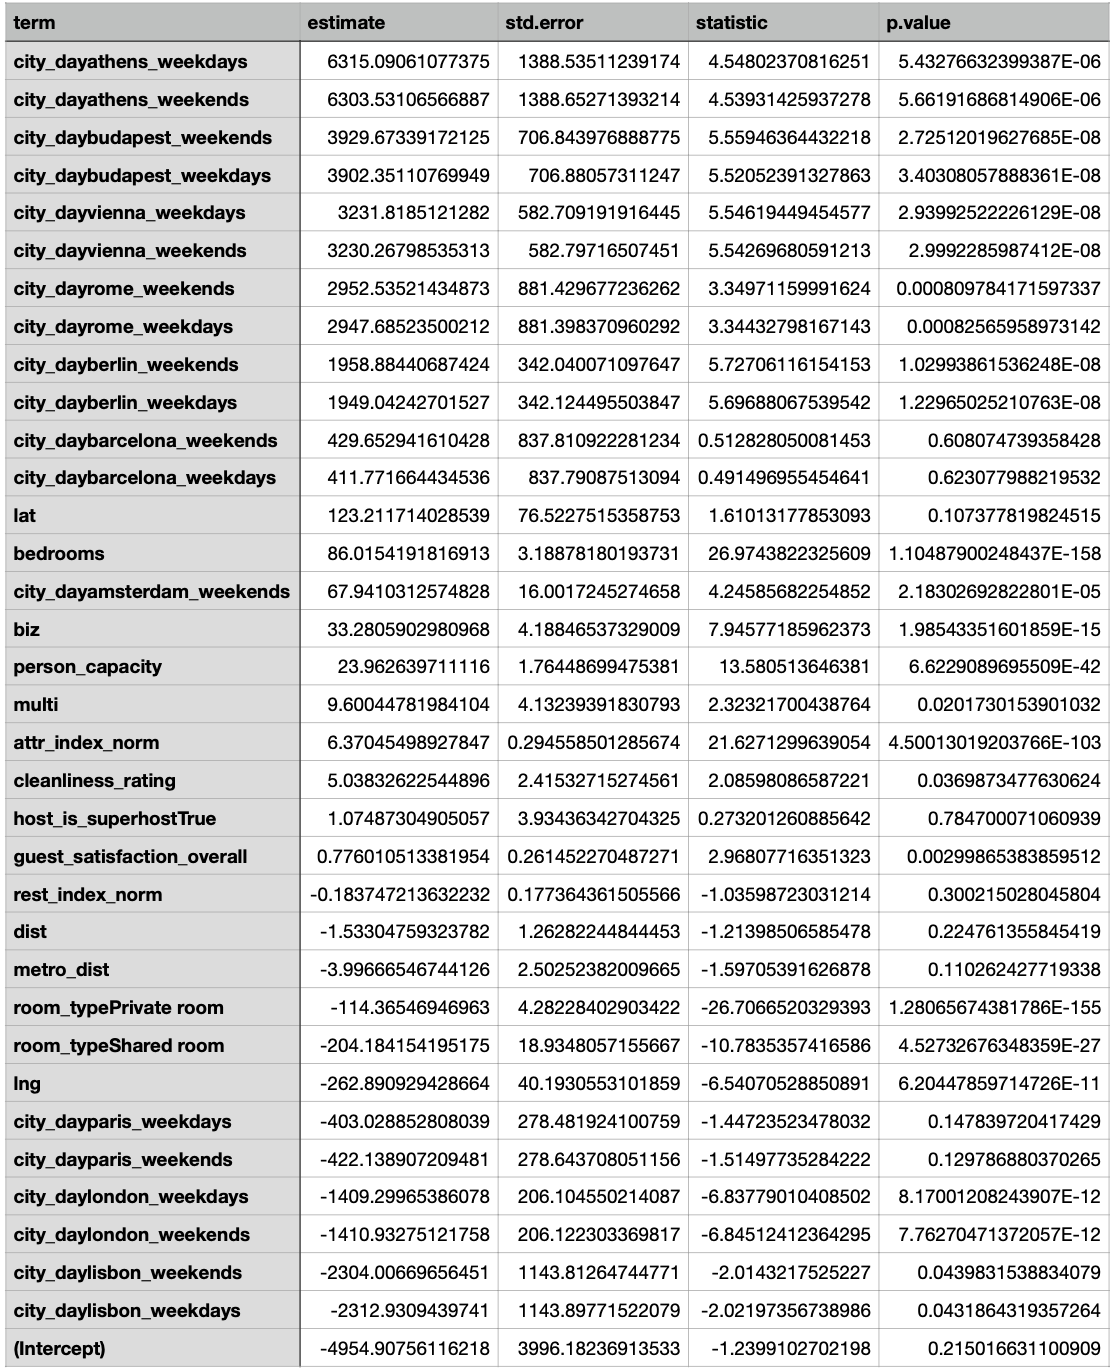 term estimate std.error statistic p.value
city_dayathens_weekdays 6315.09061077375 1388.53511239174 4.54802370816251 5.43276632399387E-06
city_dayathens_weekends 6303.53106566887 1388.65271393214 4.53931425937278 5.66191686814906E-06
city_daybudapest_weekends 3929.67339172125 706.843976888775 5.55946364432218 2.72512019627685E-08
city_daybudapest_weekdays 3902.35110769949 706.88057311247 5.52052391327863 3.40308057888361E-08
city_dayvienna_weekdays 3231.8185121282 582.709191916445 5.54619449454577 2.93992522226129E-08
city_dayvienna_weekends 3230.26798535313 582.79716507451 5.54269680591213 2.9992285987412E-08
city_dayrome_weekends 2952.53521434873 881.429677236262 3.34971159991624 0.000809784171597337
city_dayrome_weekdays 2947.68523500212 881.398370960292 3.34432798167143 0.00082565958973142
city_dayberlin_weekends 1958.88440687424 342.040071097647 5.72706116154153 1.02993861536248E-08
city_dayberlin_weekdays 1949.04242701527 342.124495503847 5.69688067539542 1.22965025210763E-08
city_daybarcelona_weekends 429.652941610428 837.810922281234 0.512828050081453 0.608074739358428
city_daybarcelona_weekdays 411.771664434536 837.79087513094 0.491496955454641 0.623077988219532
lat 123.211714028539 76.5227515358753 1.61013177853093 0.107377819824515
bedrooms 86.0154191816913 3.18878180193731 26.9743822325609 1.10487900248437E-158
city_dayamsterdam_weekends 67.9410312574828 16.0017245274658 4.24585682254852 2.18302692822801E-05
biz 33.2805902980968 4.18846537329009 7.94577185962373 1.98543351601859E-15
person_capacity 23.962639711116 1.76448699475381 13.580513646381 6.6229089695509E-42
multi 9.60044781984104 4.13239391830793 2.32321700438764 0.0201730153901032
attr_index_norm 6.37045498927847 0.294558501285674 21.6271299639054 4.50013019203766E-103
cleanliness_rating 5.03832622544896 2.41532715274561 2.08598086587221 0.0369873477630624
host_is_superhostTrue 1.07487304905057 3.93436342704325 0.273201260885642 0.784700071060939
guest_satisfaction_overall 0.776010513381954 0.261452270487271 2.96807716351323 0.00299865383859512
rest_index_norm -0.183747213632232 0.177364361505566 -1.03598723031214 0.300215028045804
dist -1.53304759323782 1.26282244844453 -1.21398506585478 0.224761355845419
metro_dist -3.99666546744126 2.50252382009665 -1.59705391626878 0.110262427719338
room_typePrivate room -114.36546946963 4.28228402903422 -26.7066520329393 1.28065674381786E-155
room_typeShared room -204.184154195175 18.9348057155667 -10.7835357416586 4.52732676348359E-27
lng -262.890929428664 40.1930553101859 -6.54070528850891 6.20447859714726E-11
city_dayparis_weekdays -403.028852808039 278.481924100759 -1.44723523478032 0.147839720417429
city_dayparis_weekends -422.138907209481 278.643708051156 -1.51497735284222 0.129786880370265
city_daylondon_weekdays -1409.29965386078 206.104550214087 -6.83779010408502 8.17001208243907E-12
city_daylondon_weekends -1410.93275121758 206.122303369817 -6.84512412364295 7.76270471372057E-12
city_daylisbon_weekends -2304.00669656451 1143.81264744771 -2.0143217525227 0.0439831538834079
city_daylisbon_weekdays -2312.9309439741 1143.89771522079 -2.02197356738986 0.0431864319357264
(Intercept) -4954.90756116218 3996.18236913533 -1.2399102702198 0.215016631100909